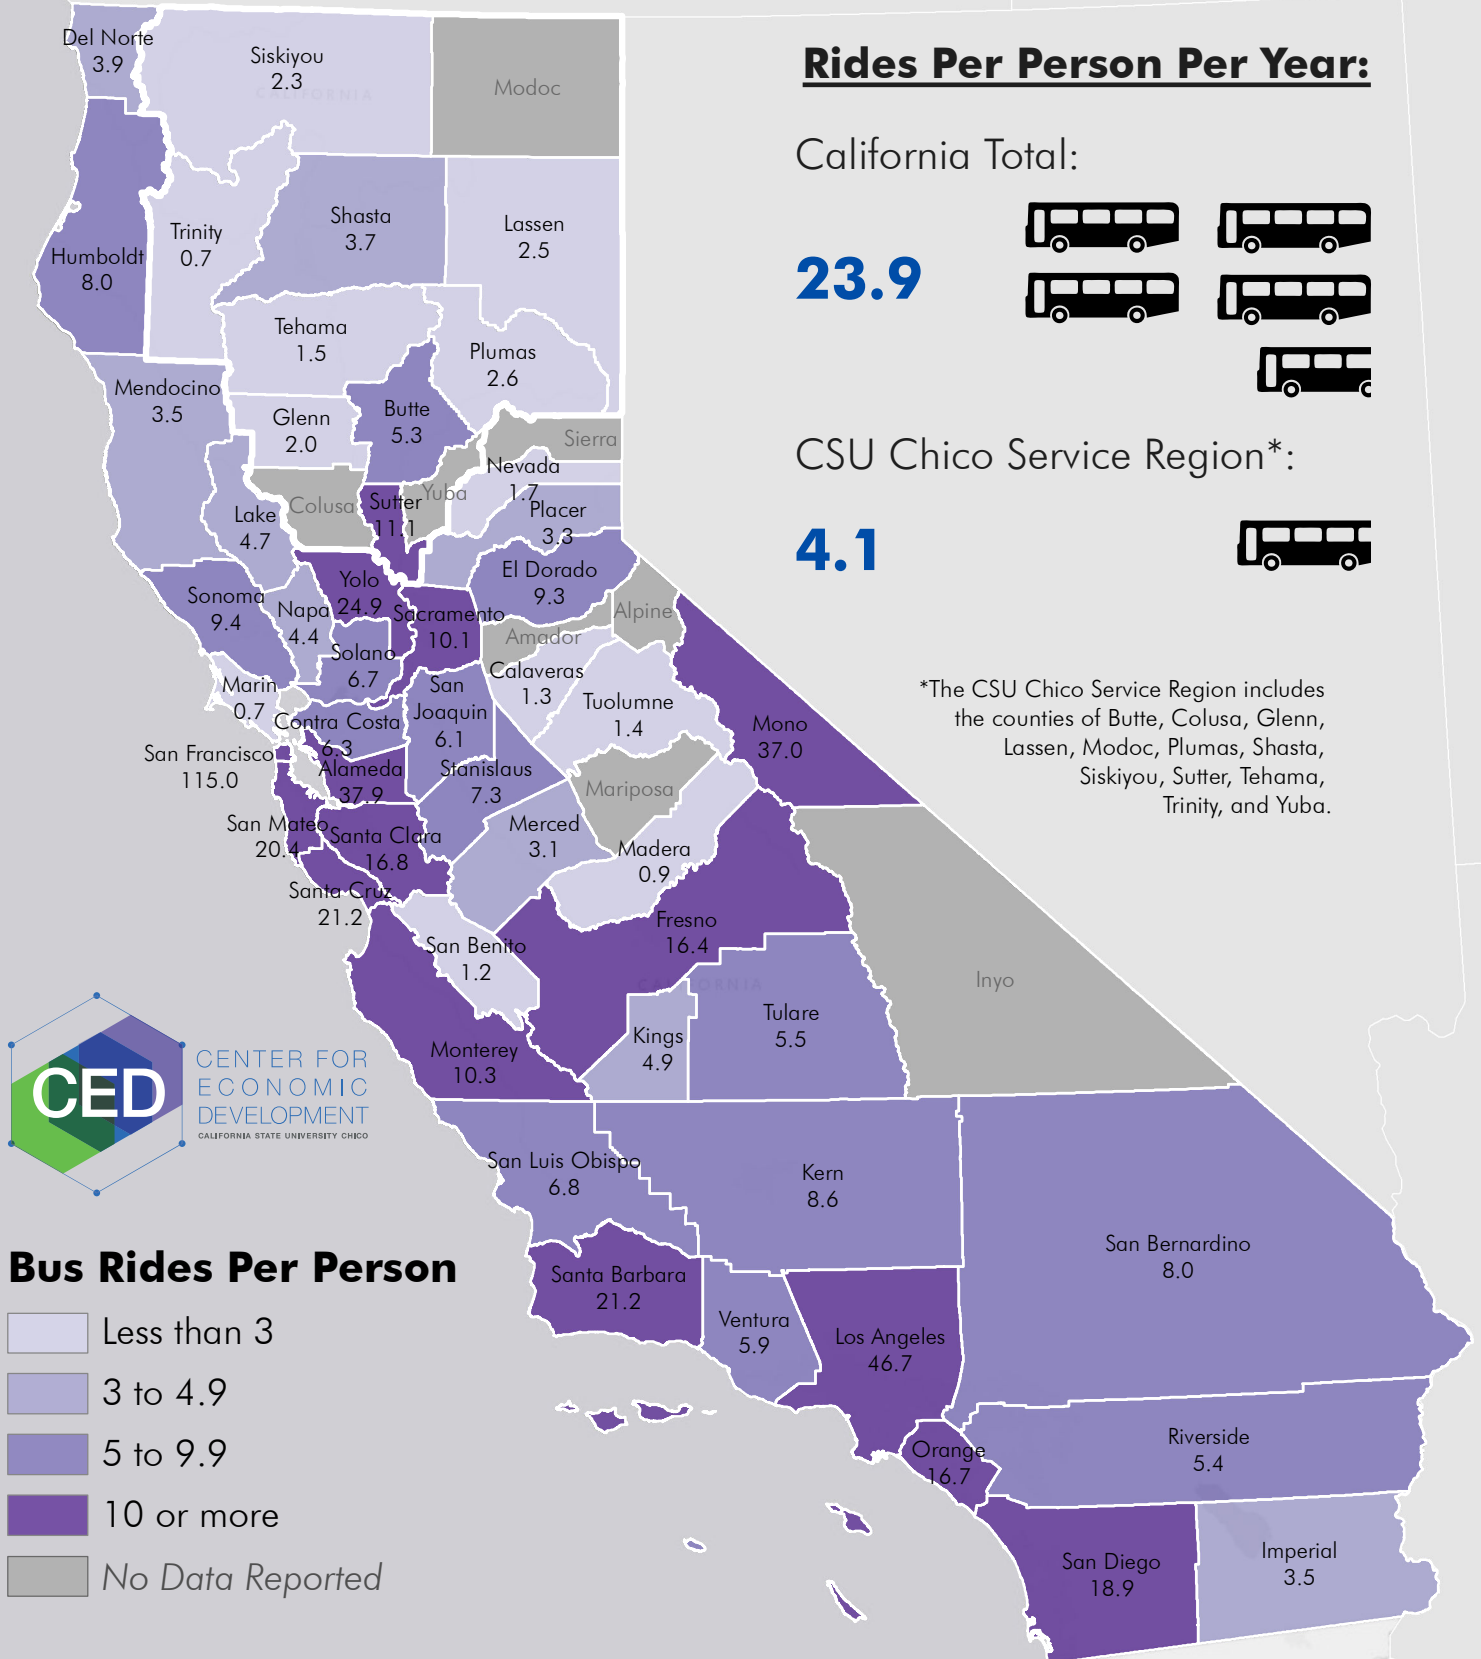 Rides Per Person Per Year:
California Total:
23.9
CSU Chico Service Region*:
4.1
*The CSU Chico Service Region includes
the counties of Butte, Colusa, Glenn,
Lassen, Modoc, Plumas, Shasta,
Siskiyou, Sutter, Tehama,
Trinity, and Yuba.
Del Norte
3.9
Siskiyou
2.3
CALIFORNIA
Modoc
Humboldt
8.0
Trinity
0.7
Shasta
3.7
Lassen
2.5
Tehama
1.5
Plumas
2.6
Mendocino
3.5
Glenn
2.0
Butte
5.3
Sierra
Nevada
1.7
Colusa
Sutter
11.1
Yuba
Placer
3.3
Lake
4.7
Yolo
24.9
El Dorado
9.3
Sonoma
9.4
Napa
4.4
Sacramento
10.1
Alpine
Amador
Solano
6.7
Calaveras
1.3
Marin
0.7
San
Joaquin
6.1
Tuolumne
1.4
Mono
37.0
Contra Costa
6.3
San Francisco
115.0
Alameda
37.9
Stanislaus
7.3
Mariposa
San Mateo
20.4
Santa Clara
16.8
Merced
3.1
Madera
0.9
Santa Cruz
21.2
Fresno
16.4
San Benito
1.2
CALIFORNIA
Inyo
Tulare
5.5
Kings
4.9
Monterey
10.3
San Luis Obispo
6.8
Kern
8.6
San Bernardino
8.0
Santa Barbara
21.2
Ventura
5.9
Los Angeles
46.7
Orange
16.7
Riverside
5.4
San Diego
18.9
Imperial
3.5
CED
CENTER FOR
ECONOMIC
DEVELOPMENT
CALIFORNIA STATE UNIVERSITY CHICO
Bus Rides Per Person
Less than 3
3 to 4.9
5 to 9.9
10 or more
No Data Reported